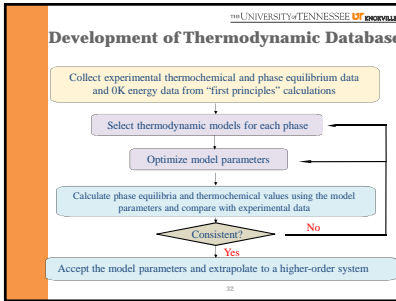 THE UNIVERSITY of TENNESSEE UT KNOXVILLE
Development of Thermodynamic Database
Collect experimental thermochemical and phase equilibrium data
and 0K energy data from “first principles” calculations
Select thermodynamic models for each phase
Optimize model parameters
Calculate phase equilibria and thermochemical values using the model
parameters and compare with experimental data
Consistent?
No
Yes
Accept the model parameters and extrapolate to a higher-order system
32